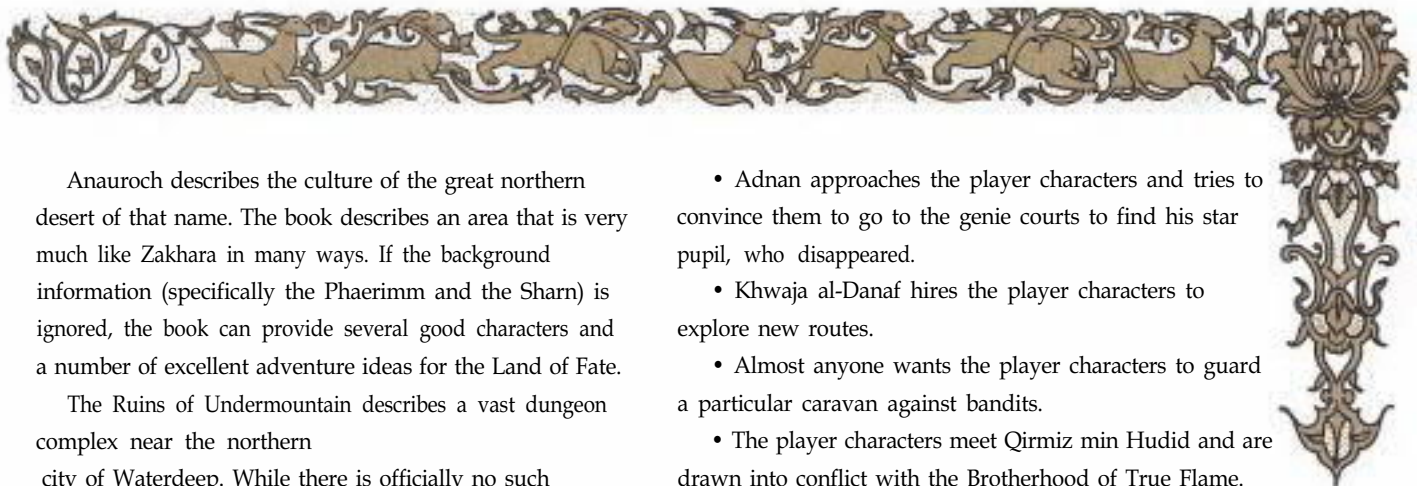 Anauroch describes the culture of the great northern
desert of that name. The book describes an area that is very
much like Zakhara in many ways. If the background
information (specifically the Phaerimm and the Sharn) is
ignored, the book can provide several good characters and
a number of excellent adventure ideas for the Land of Fate.
The Ruins of Undermountain describes a vast dungeon
complex near the northern
city of Waterdeep. While there is officially no such
• Adnan approaches the player characters and tries to
convince them to go to the genie courts to find his star
pupil, who disappeared.
• Khwaja al-Danaf hires the player characters to
explore new routes.
• Almost anyone wants the player characters to guard
a particular caravan against bandits.
• The player characters meet Qirmiz min Hudid and are
drawn into conflict with the Brotherhood of True Flame.